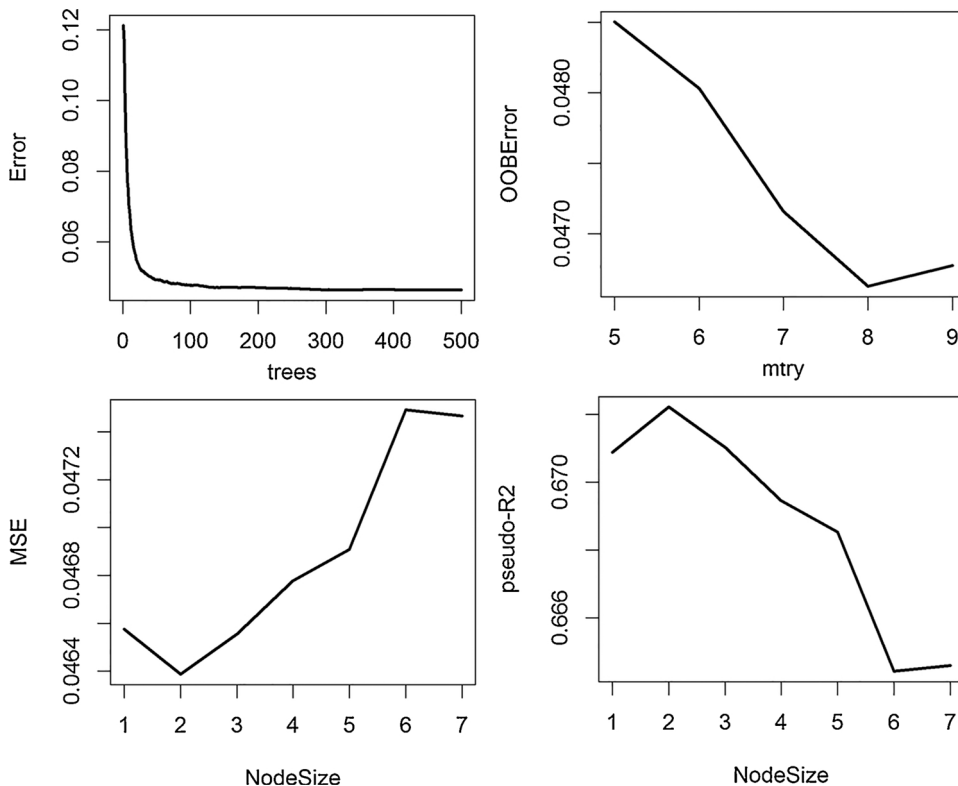 Error
0.12
0.10
0.08
0.06
0 100 200 300 400 500
trees
OOBError
0.0480
0.0470
5 6 7 8 9
mtry
MSE
0.0472
0.0468
0.0464
1 2 3 4 5 6 7
NodeSize
pseudo-R2
0.670
0.666
1 2 3 4 5 6 7
NodeSize